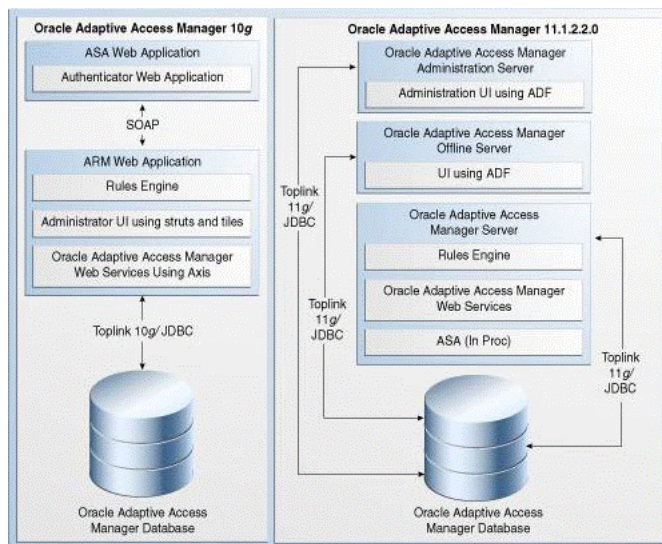 Oracle Adaptive Access Manager 10g
ASA Web Application
Authenticator Web Application
SOAP
ARM Web Application
Rules Engine
Administrator UI using struts and tiles
Oracle Adaptive Access Manager
Web Services Using Axis
Toplink 10g/JDBC
Oracle Adaptive Access
Manager Database
Oracle Adaptive Access Manager 11.1.2.2.0
Oracle Adaptive Access Manager
Administration Server
Administration UI using ADF
Oracle Adaptive Access Manager
Offline Server
UI using ADF
Toplink
11g/
JDBC
Oracle Adaptive Access
Manager Server
Rules Engine
Oracle Adaptive Access Manager
Web Services
ASA (In Proc)
Toplink
11g/
JDBC
Toplink
11g/
JDBC
Oracle Adaptive Access
Manager Database